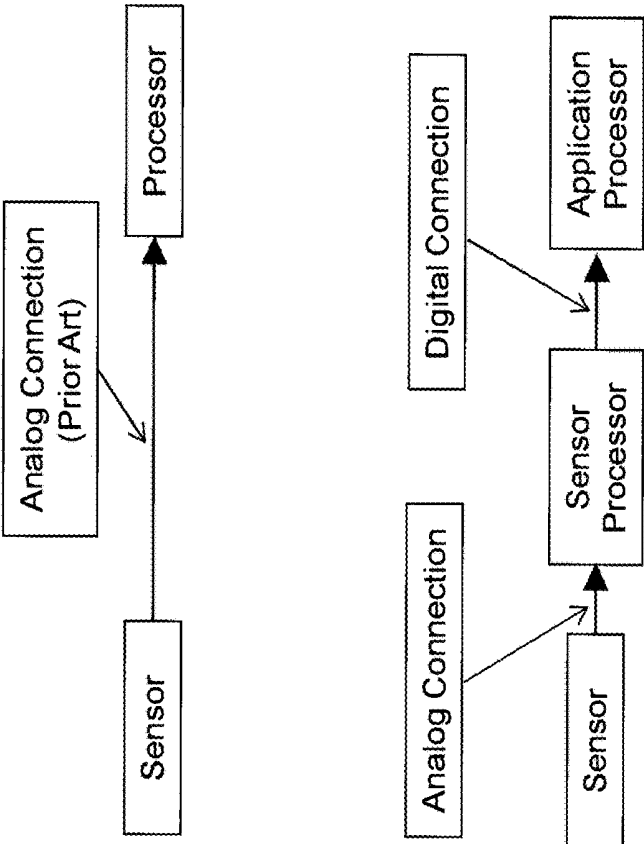 Analog Connection
(Prior Art)
Sensor
Processor
Analog Connection
Digital Connection
Sensor
Sensor
Processor
Application
Processor